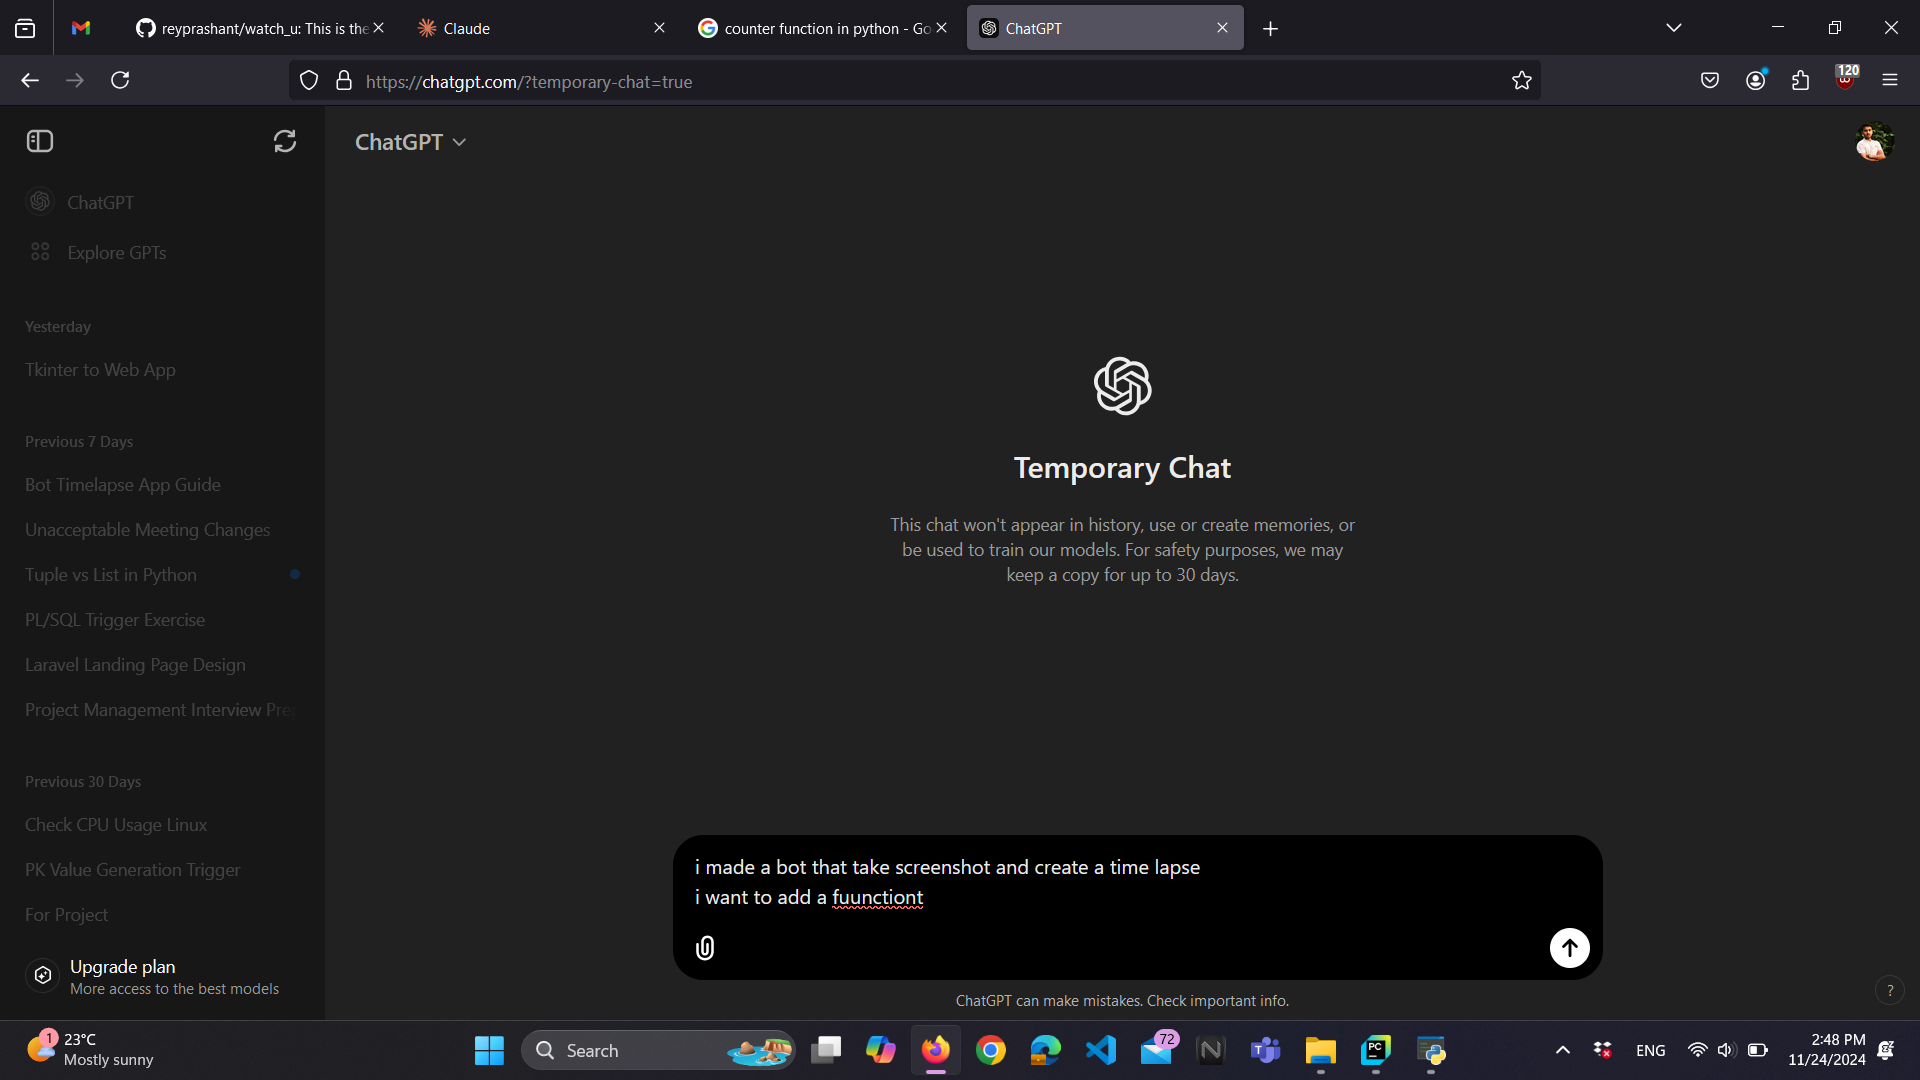 reyprashant/watch_u: This is the
Claude
counter function in python - Go
ChatGPT
https://chatgpt.com/?temporary-chat=true
120
ChatGPT
ChatGPT
Explore GPTs
Yesterday
Tkinter to Web App
Previous 7 Days
Bot Timelapse App Guide
Unacceptable Meeting Changes
Tuple vs List in Python
PL/SQL Trigger Exercise
Laravel Landing Page Design
Project Management Interview Prep
Previous 30 Days
Check CPU Usage Linux
PK Value Generation Trigger
For Project
Upgrade plan
More access to the best models
Temporary Chat
This chat won't appear in history, use or create memories, or
be used to train our models. For safety purposes, we may
keep a copy for up to 30 days.
i made a bot that take screenshot and create a time lapse
i want to add a fuunctiont
ChatGPT can make mistakes. Check important info.
?
1
23°C
Mostly sunny
Search
72
PC
ENG
2:48 PM
11/24/2024